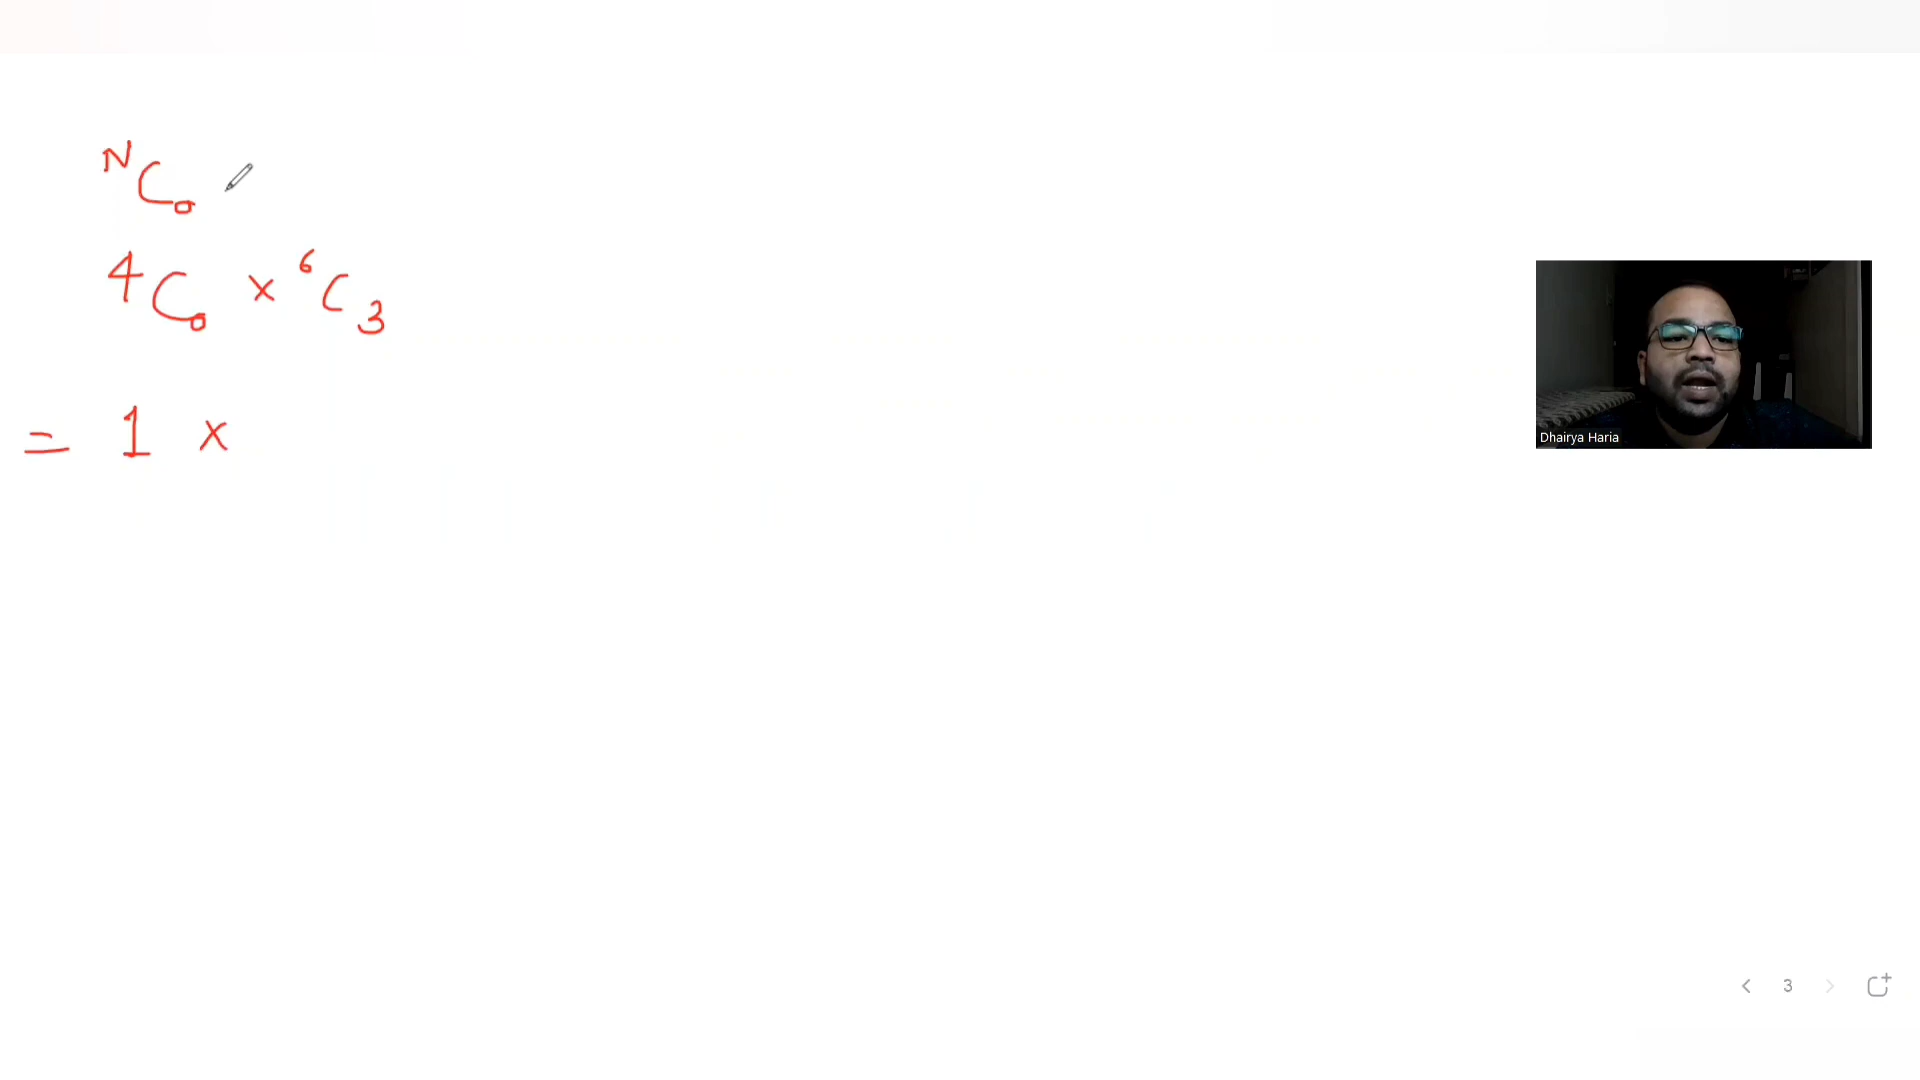 ᴺC₀
⁴C₀ × ⁶C₃
= 1 ×
Dhairya Haria
3